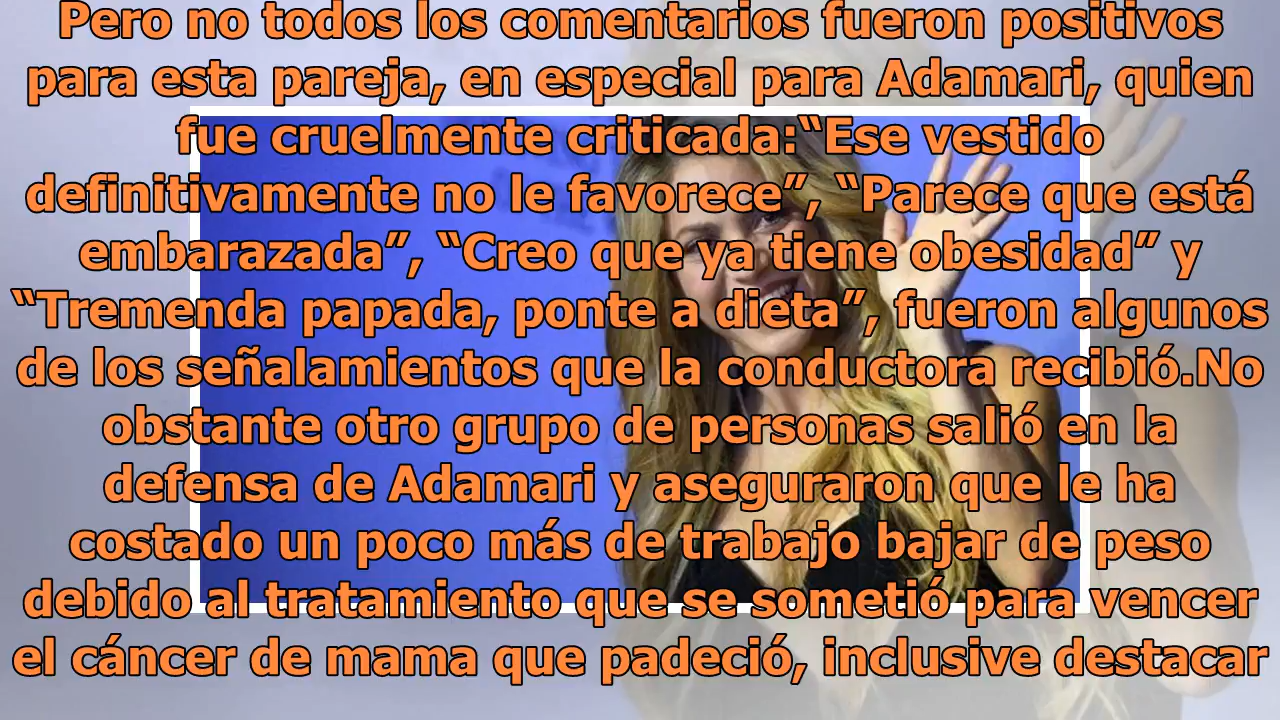 Pero no todos los comentarios fueron positivos
para esta pareja, en especial para Adamari, quien
fue cruelmente criticada:“Ese vestido
definitivamente no le favorece”, “Parece que está
embarazada”, “Creo que ya tiene obesidad” y
“Tremenda papada, ponte a dieta”, fueron algunos
de los señalamientos que la conductora recibió.No
obstante otro grupo de personas salió en la
defensa de Adamari y aseguraron que le ha
costado un poco más de trabajo bajar de peso
debido al tratamiento que se sometió para vencer
el cáncer de mama que padeció, inclusive destacar